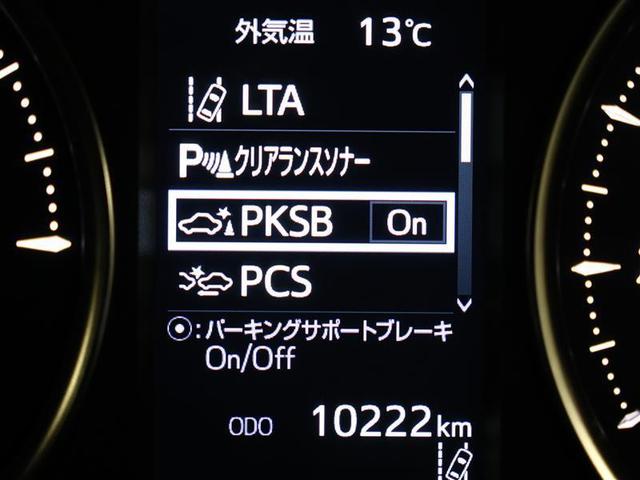 外気温 13℃
LTA
P クリアランスソナー
PKSB On
PCS
⦿:パーキングサポートブレーキ
On/Off
ODO 10222km